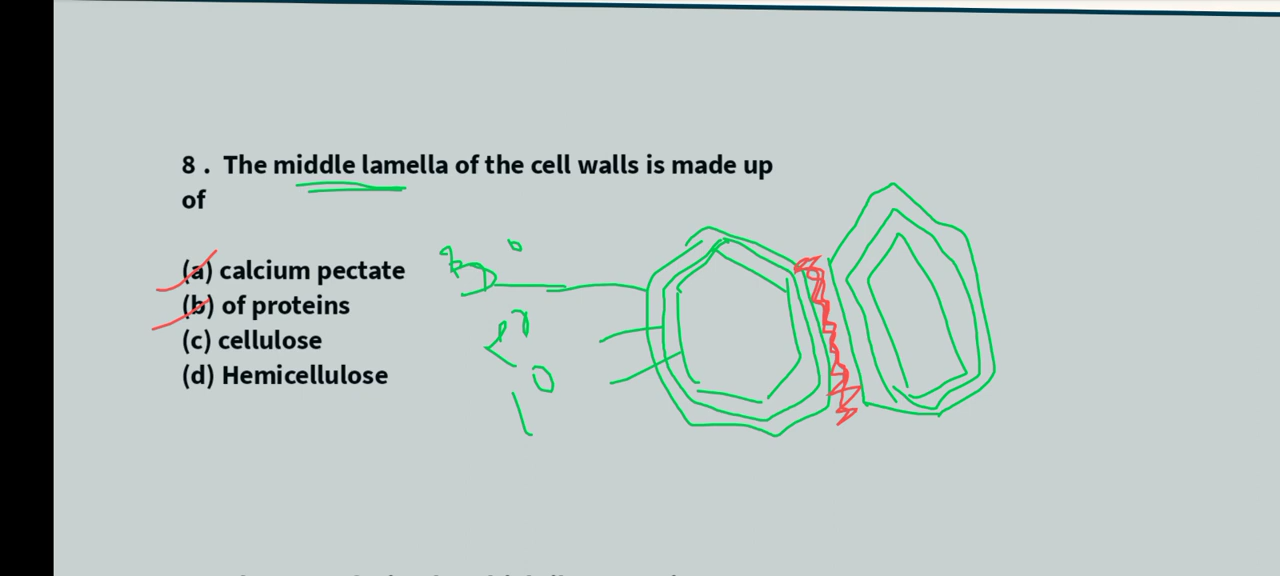 8 . The middle lamella of the cell walls is made up
of
(a) calcium pectate
(b) of proteins
(c) cellulose
(d) Hemicellulose